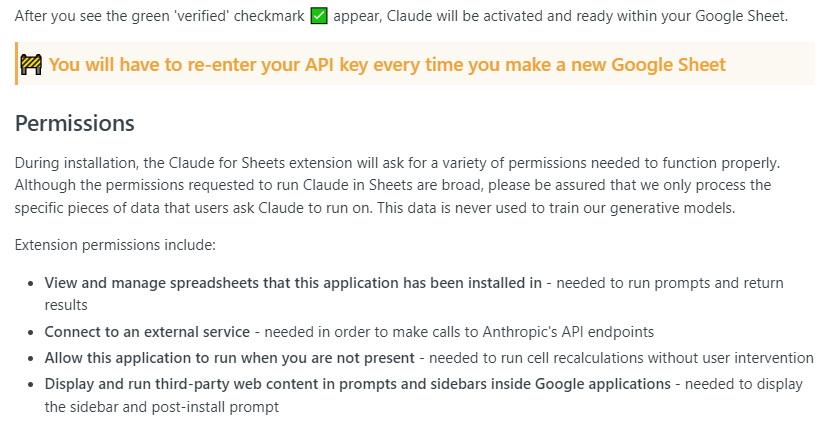 After you see the green 'verified' checkmark ✅ appear, Claude will be activated and ready within your Google Sheet.
🚧 You will have to re-enter your API key every time you make a new Google Sheet
Permissions
During installation, the Claude for Sheets extension will ask for a variety of permissions needed to function properly.
Although the permissions requested to run Claude in Sheets are broad, please be assured that we only process the
specific pieces of data that users ask Claude to run on. This data is never used to train our generative models.
Extension permissions include:
• View and manage spreadsheets that this application has been installed in - needed to run prompts and return
results
• Connect to an external service - needed in order to make calls to Anthropic's API endpoints
• Allow this application to run when you are not present - needed to run cell recalculations without user intervention
• Display and run third-party web content in prompts and sidebars inside Google applications - needed to display
the sidebar and post-install prompt